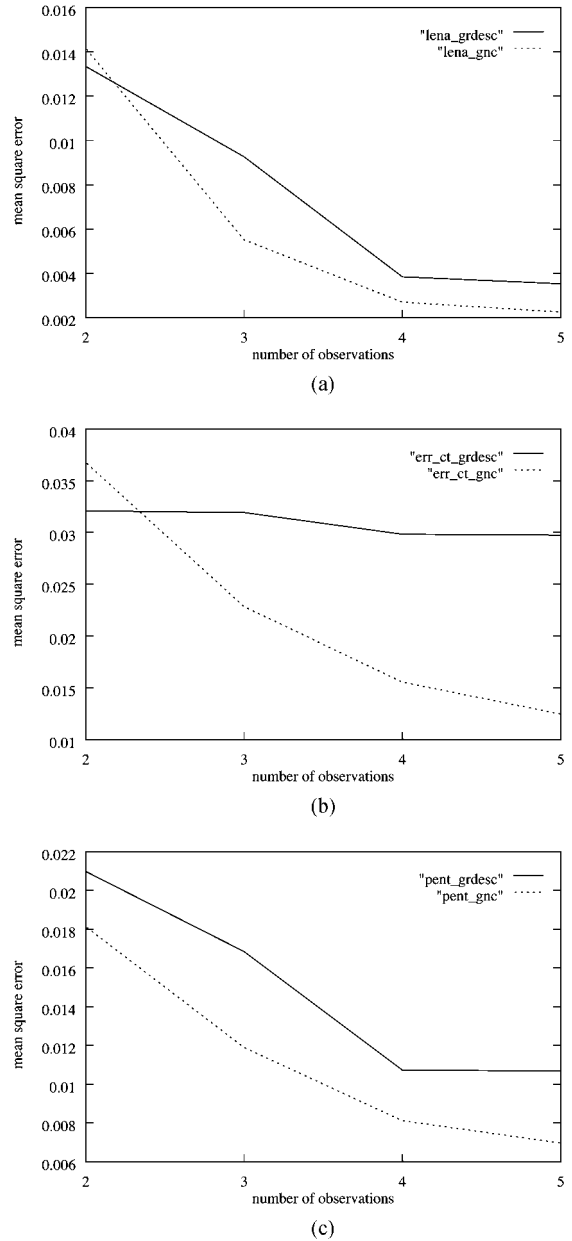 0.016
0.014
0.012
0.01
0.008
0.006
0.004
0.002
mean square error
"lena_grdesc"
"lena_gnc"
2 3 4 5
number of observations
(a)
0.04
0.035
0.03
0.025
0.02
0.015
0.01
mean square error
"err_ct_grdesc"
"err_ct_gnc"
2 3 4 5
number of observations
(b)
0.022
0.02
0.018
0.016
0.014
0.012
0.01
0.008
0.006
mean square error
"pent_grdesc"
"pent_gnc"
2 3 4 5
number of observations
(c)